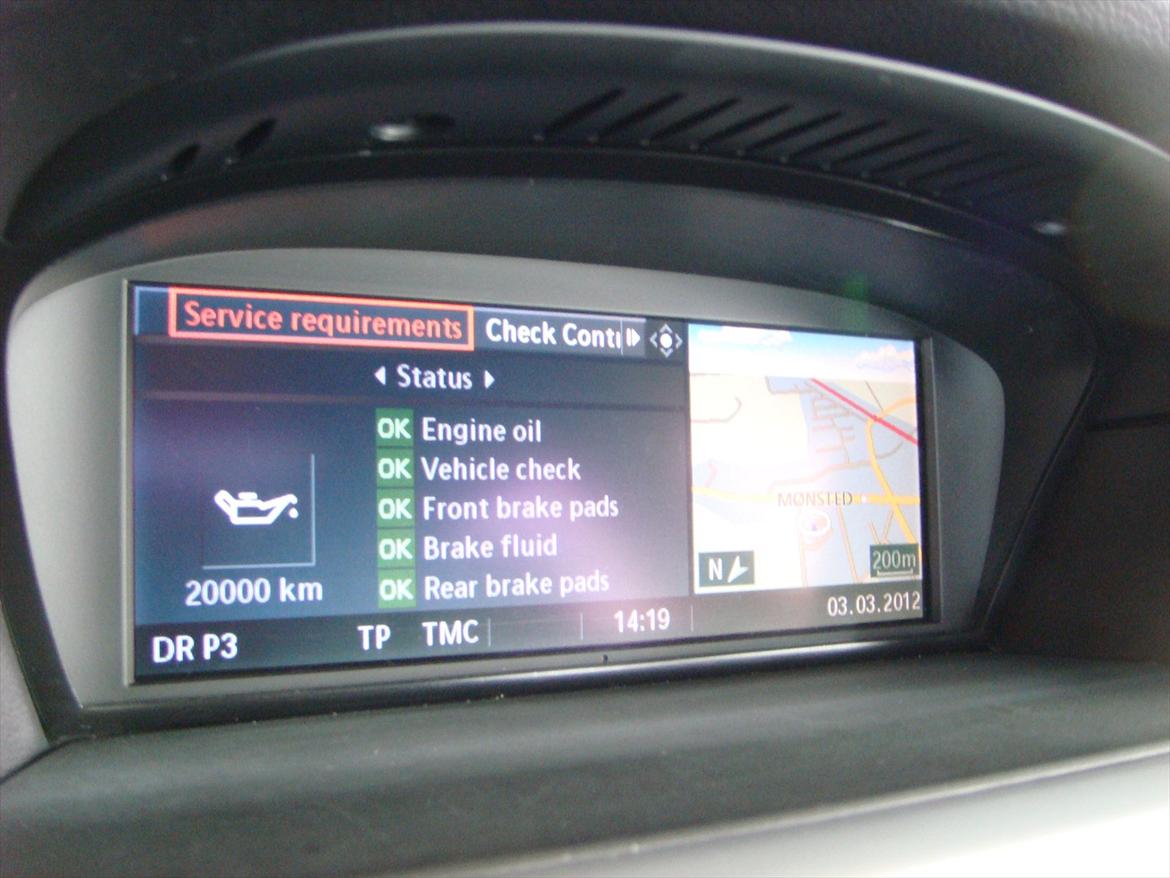 Service requirements
Check Cont
Status
OK Engine oil
OK Vehicle check
OK Front brake pads
OK Brake fluid
OK Rear brake pads
20000 km
DR P3
TP
TMC
14:19
MØNSTED
N
200m
03.03.2012